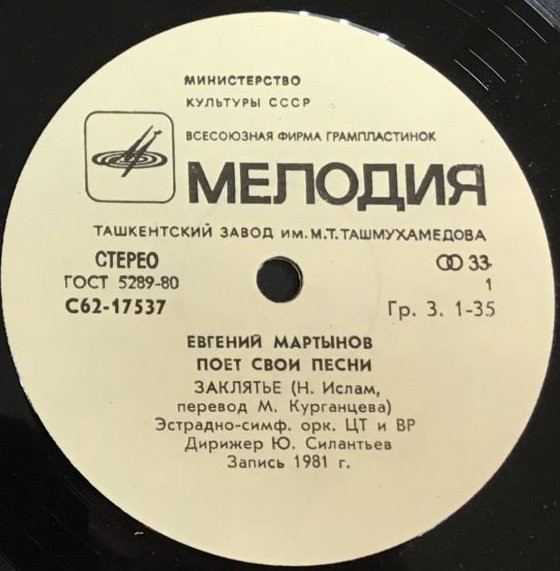 МИНИСТЕРСТВО
КУЛЬТУРЫ СССР
ВСЕСОЮЗНАЯ ФИРМА ГРАМПЛАСТИНОК
МЕЛОДИЯ
ТАШКЕНТСКИЙ ЗАВОД ИМ. М.Т. ТАШМУХАМЕДОВА
СТЕРЕО
ГОСТ 5289-80
С62-17537
33
1
Гр. 3. 1-35
ЕВГЕНИЙ МАРТЫНОВ
ПОЕТ СВОИ ПЕСНИ
ЗАКЛЯТЬЕ (Н. Ислам,
перевод М. Курганцева)
Эстрадно-симф. орк. ЦТ и ВР
Дирижер Ю. Силантьев
Запись 1981 г.